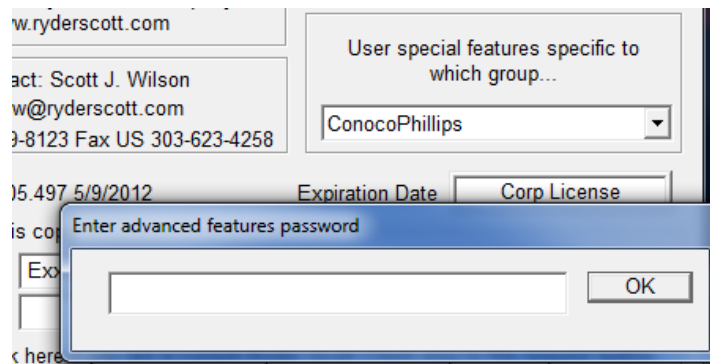 w.ryderscott.com
User special features specific to
which group...
act: Scott J. Wilson
w@ryderscott.com
ConocoPhillips
9-8123 Fax US 303-623-4258
05.497 5/9/2012
Expiration Date
Corp License
is cop
Enter advanced features password
Exx
OK
k here